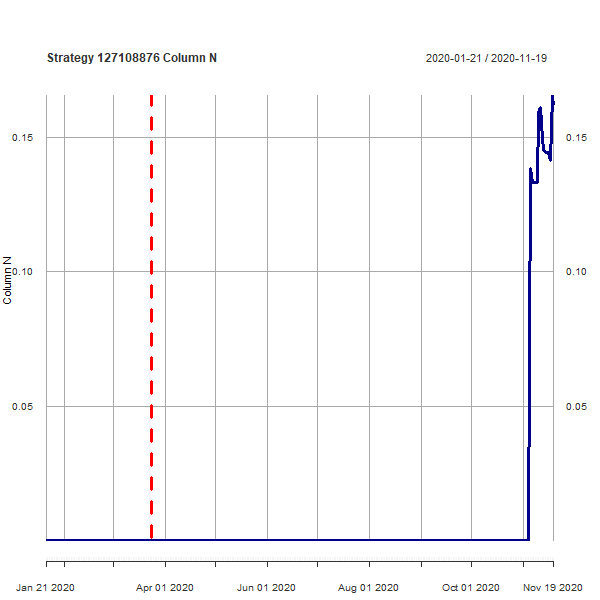 Strategy 127108876 Column N 2020-01-21 / 2020-11-19
0.15 0.15
0.10 0.10
Column N
0.05 0.05
Jan 21 2020 Apr 01 2020 Jun 01 2020 Aug 01 2020 Oct 01 2020 Nov 19 2020